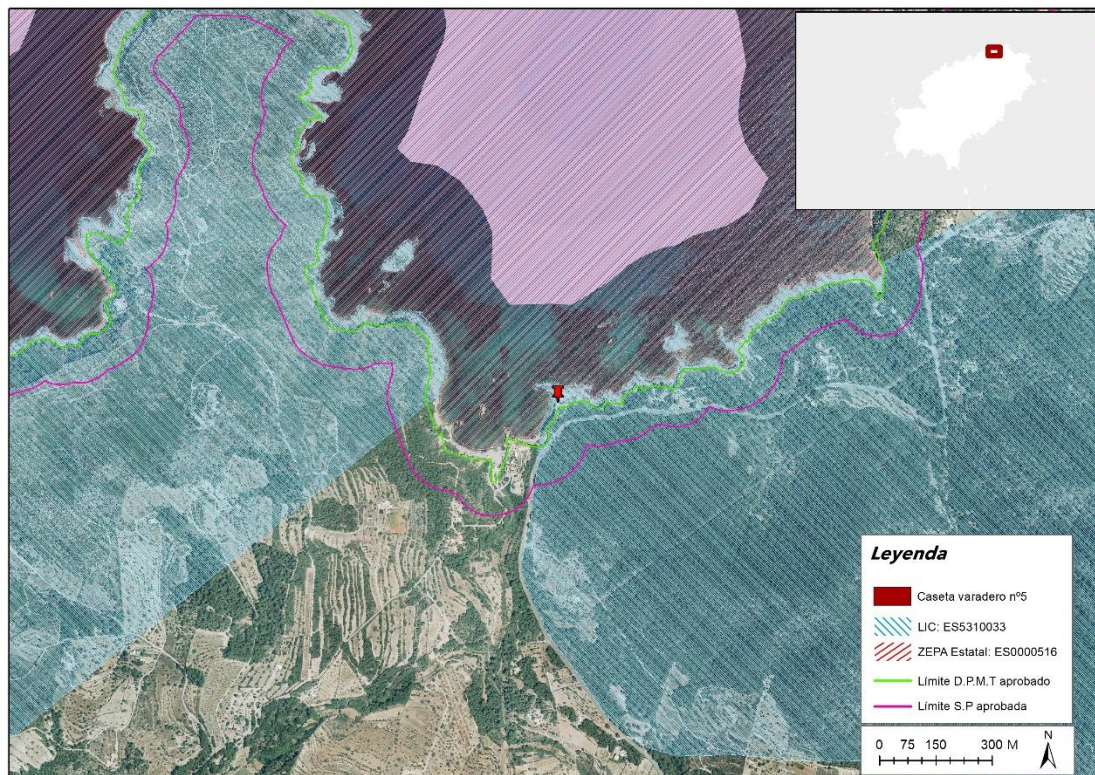 Leyenda
Caseta varadero nº5
LIC: ES5310033
ZEPA Estatal: ES0000516
Límite D.P.M.T aprobado
Límite S.P aprobada
0 75 150 300 M
N